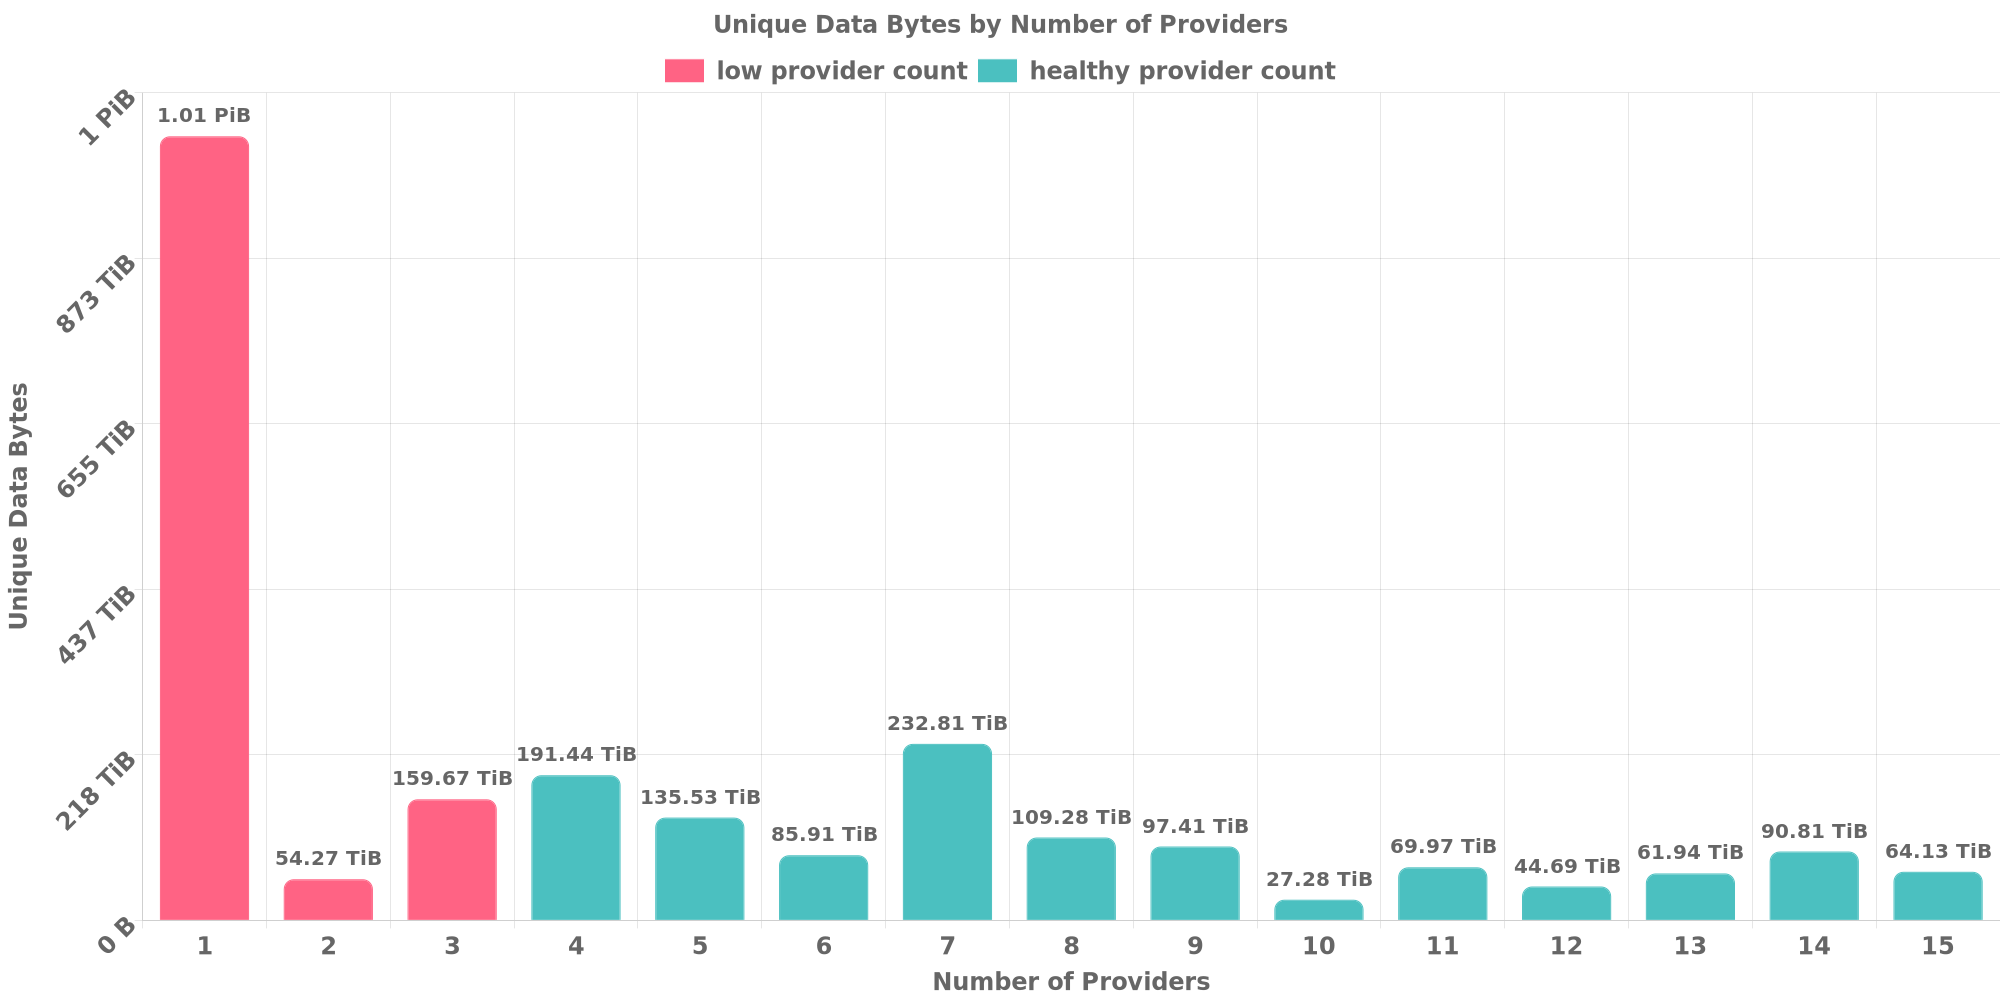 Unique Data Bytes by Number of Providers
low provider count healthy provider count
1 PiB
873 TiB
655 TiB
437 TiB
218 TiB
0 B
Unique Data Bytes
1.01 PiB
54.27 TiB
159.67 TiB
191.44 TiB
135.53 TiB
85.91 TiB
232.81 TiB
109.28 TiB
97.41 TiB
27.28 TiB
69.97 TiB
44.69 TiB
61.94 TiB
90.81 TiB
64.13 TiB
1 2 3 4 5 6 7 8 9 10 11 12 13 14 15
Number of Providers